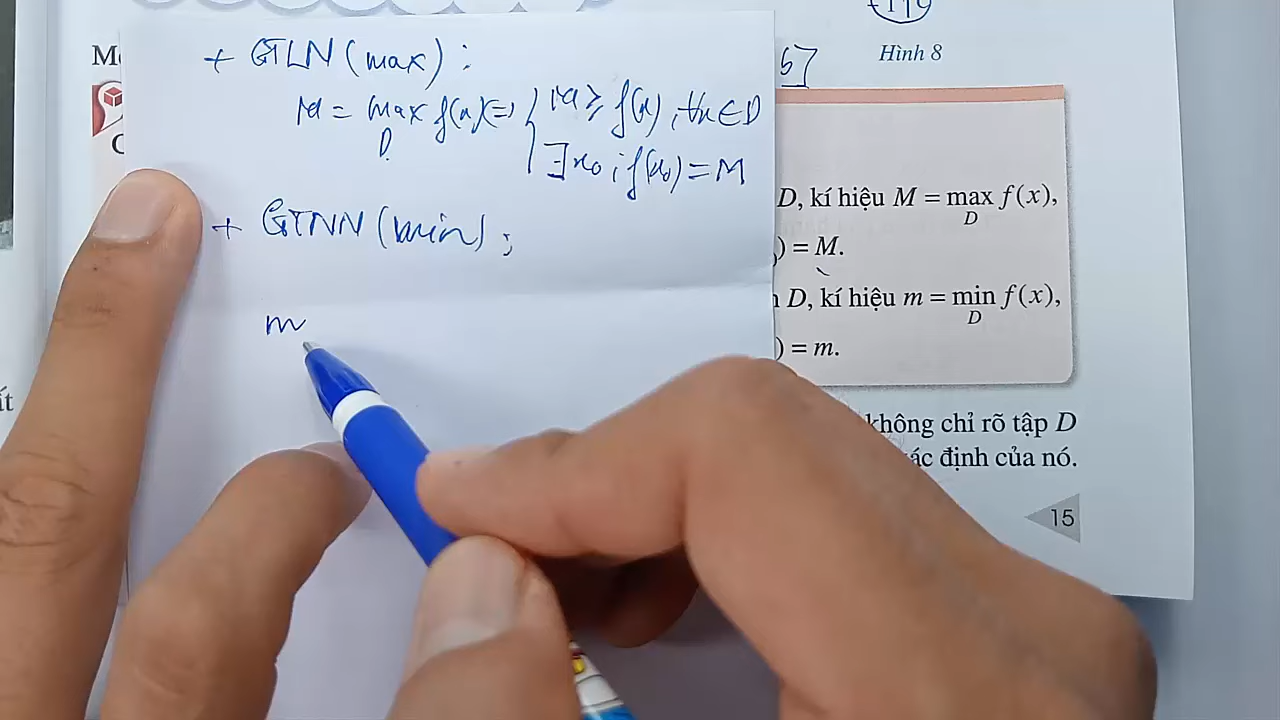 + GTLN (max) :
M = max f(x) ⇔ { M ≥ f(x), ∀x ∈ D
D
∃x₀ ; f(x₀) = M
+ GTNN (min) :
m
Hình 8
D, kí hiệu M = max f(x),
D
) = M.
D, kí hiệu m = min f(x),
D
) = m.
không chỉ rõ tập D
định của nó.
15